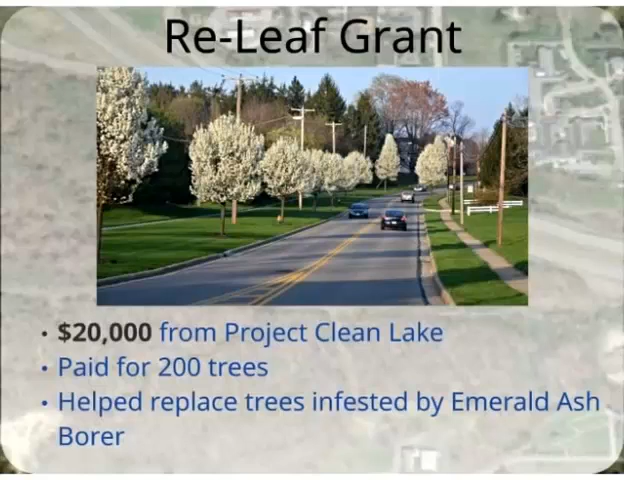 Re-Leaf Grant
• $20,000 from Project Clean Lake
• Paid for 200 trees
• Helped replace trees infested by Emerald Ash
Borer